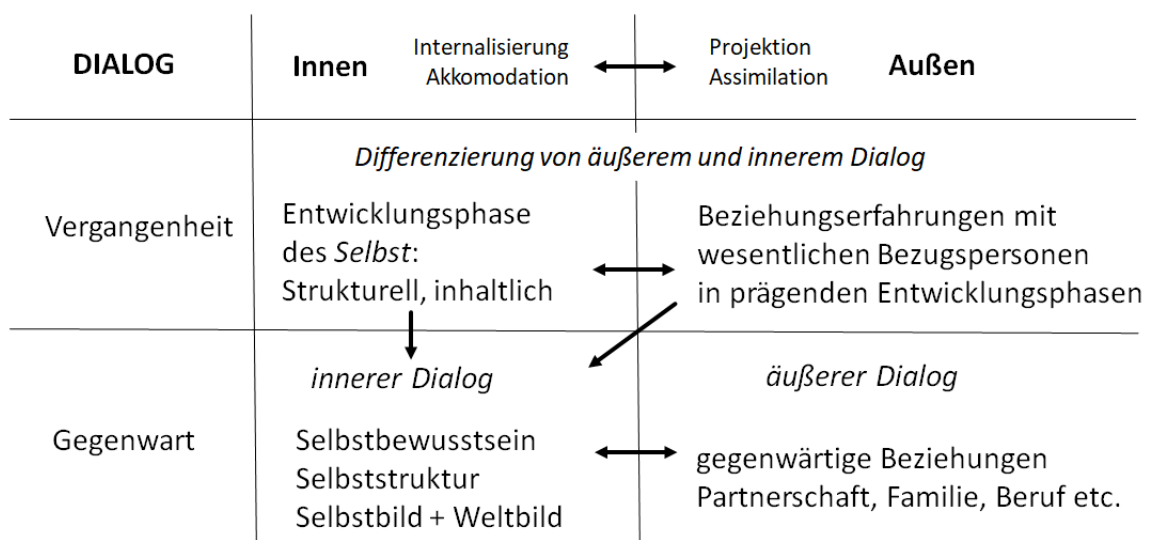 DIALOG
Innen
Internalisierung
Akkomodation
Projektion
Assimilation
Außen
Differenzierung von äußerem und innerem Dialog
Vergangenheit
Entwicklungsphase
des Selbst:
Strukturell, inhaltlich
Beziehungserfahrungen mit
wesentlichen Bezugspersonen
in prägenden Entwicklungsphasen
Gegenwart
innerer Dialog
Selbstbewusstsein
Selbststruktur
Selbstbild + Weltbild
äußerer Dialog
gegenwärtige Beziehungen
Partnerschaft, Familie, Beruf etc.